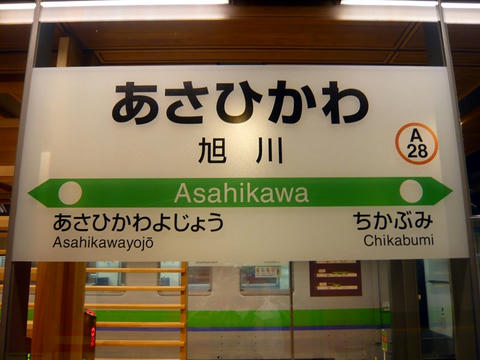 あさひかわ
旭川
A
28
Asahikawa
あさひかわよじょう
Asahikawayojō
ちかぶみ
Chikabumi